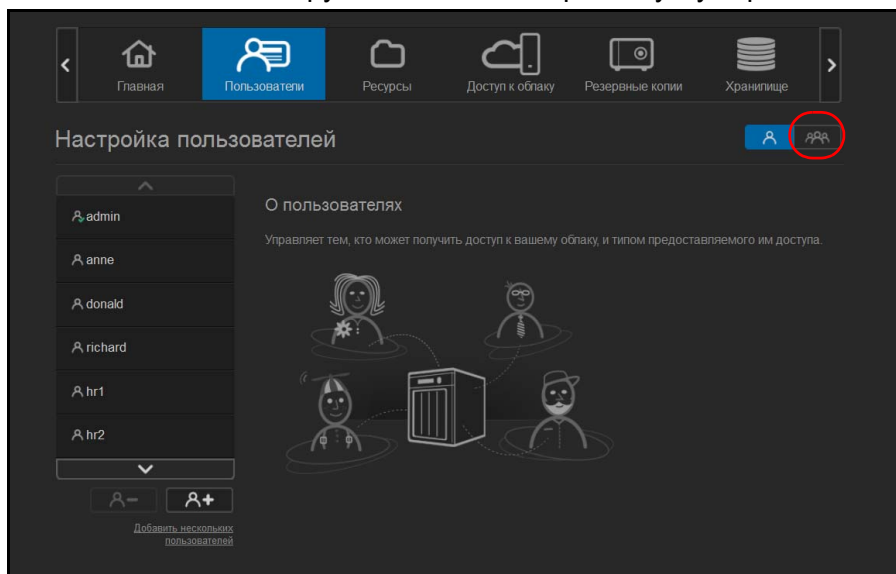 Главная
Пользователи
Ресурсы
Доступ к облаку
Резервные копии
Хранилище
Настройка пользователей
admin
anne
donald
richard
hr1
hr2
О пользователях
Управляет тем, кто может получить доступ к вашему облаку, и типом предоставляемого им доступа.
Добавить нескольких
пользователей